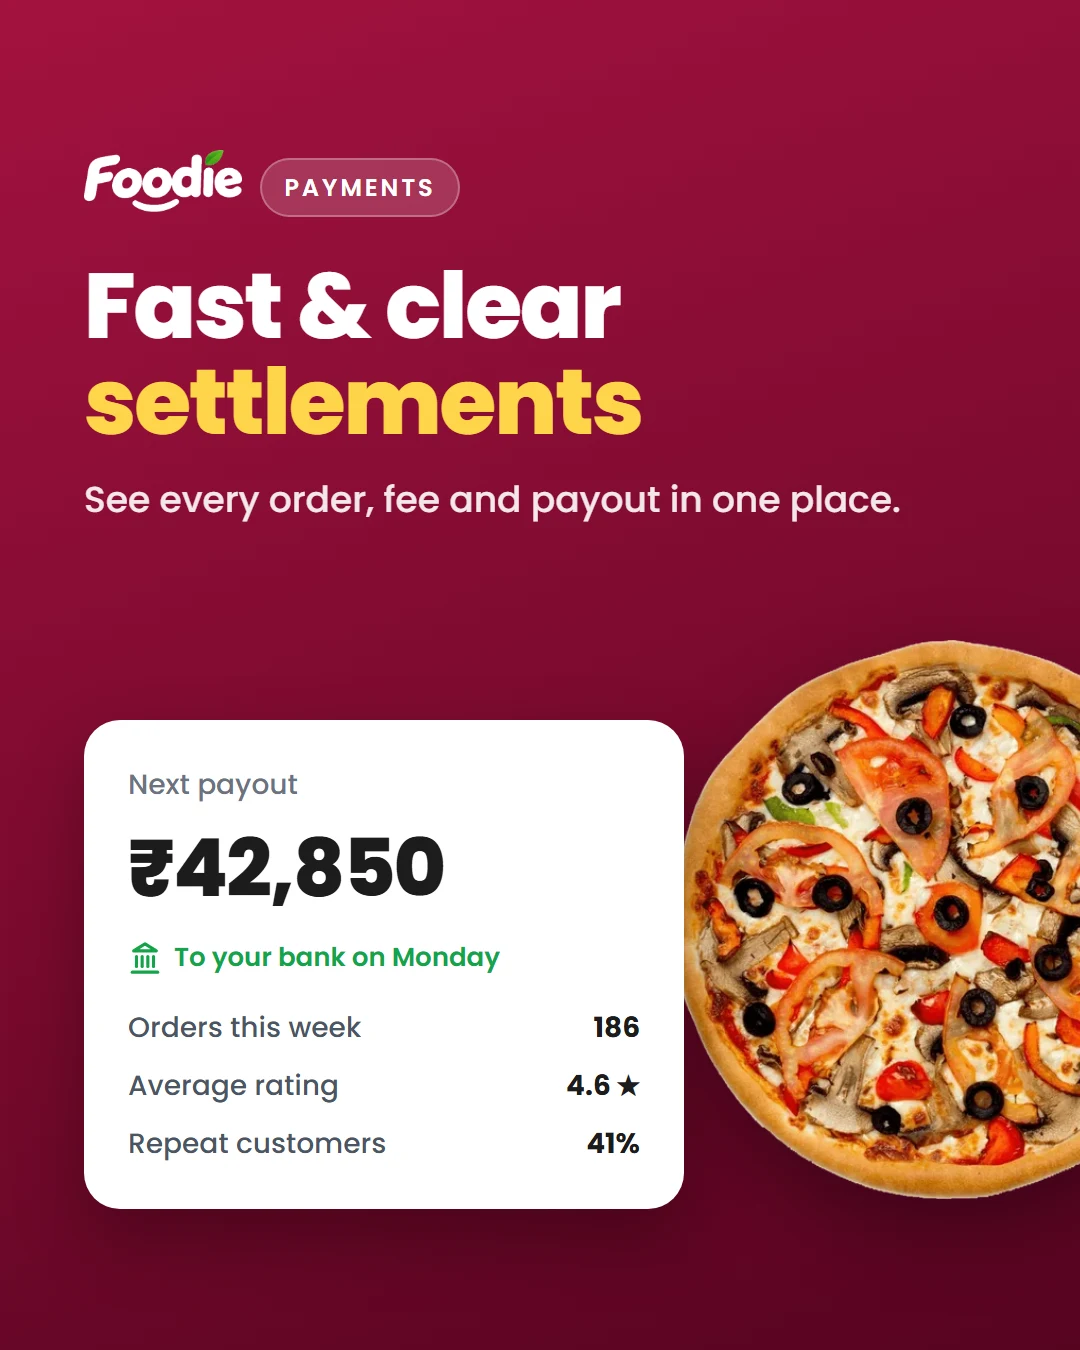 Foodie
PAYMENTS
Fast & clear
settlements
See every order, fee and payout in one place.
Next payout
₹42,850
To your bank on Monday
Orders this week 186
Average rating 4.6 ★
Repeat customers 41%